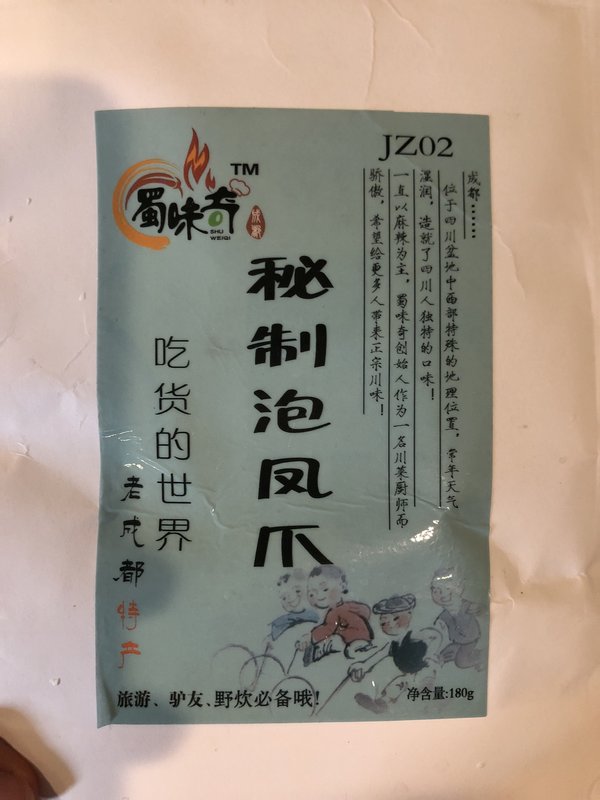 JZ02
蜀味奇
TM
SHU
WEIQI
成都
成都......
位于四川盆地中西部特殊的地理位置，常年天气
湿润，造就了四川人独特的口味！
一直以麻辣为主，蜀味奇创始人作为一名川菜厨师而
骄傲，希望给更多人带来正宗川味！
秘制泡凤爪
吃货的世界
老成都特产
旅游、驴友、野炊必备哦！
净含量:180g